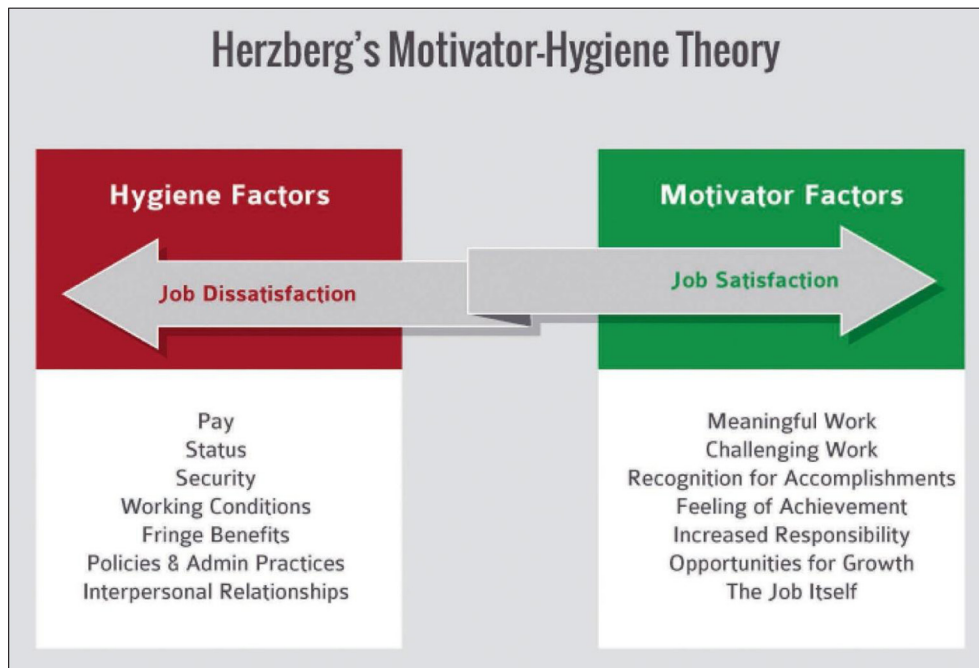 Herzberg's Motivator-Hygiene Theory
Hygiene Factors
Job Dissatisfaction
Pay
Status
Security
Working Conditions
Fringe Benefits
Policies & Admin Practices
Interpersonal Relationships
Motivator Factors
Job Satisfaction
Meaningful Work
Challenging Work
Recognition for Accomplishments
Feeling of Achievement
Increased Responsibility
Opportunities for Growth
The Job Itself